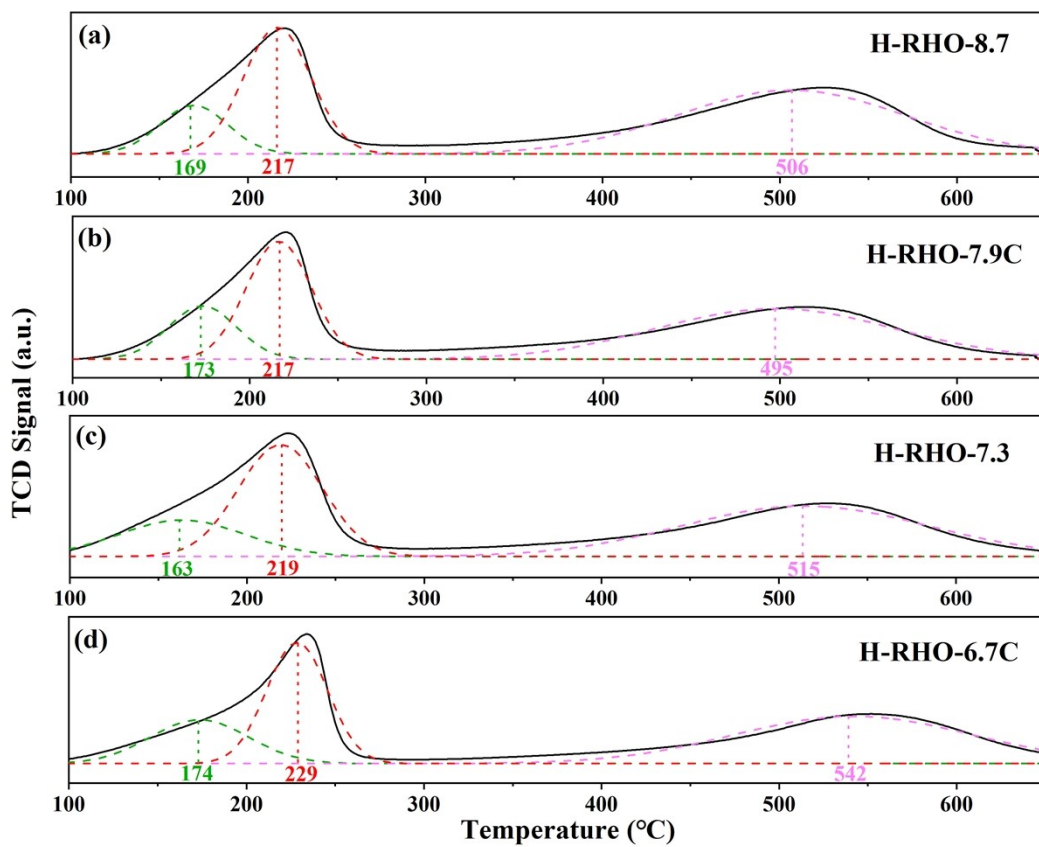 (a)
H-RHO-8.7
169 217 506
100 200 300 400 500 600
(b)
H-RHO-7.9C
173 217 495
100 200 300 400 500 600
(c)
H-RHO-7.3
163 219 515
100 200 300 400 500 600
(d)
H-RHO-6.7C
174 229 542
100 200 300 400 500 600
TCD Signal (a.u.)
Temperature (°C)